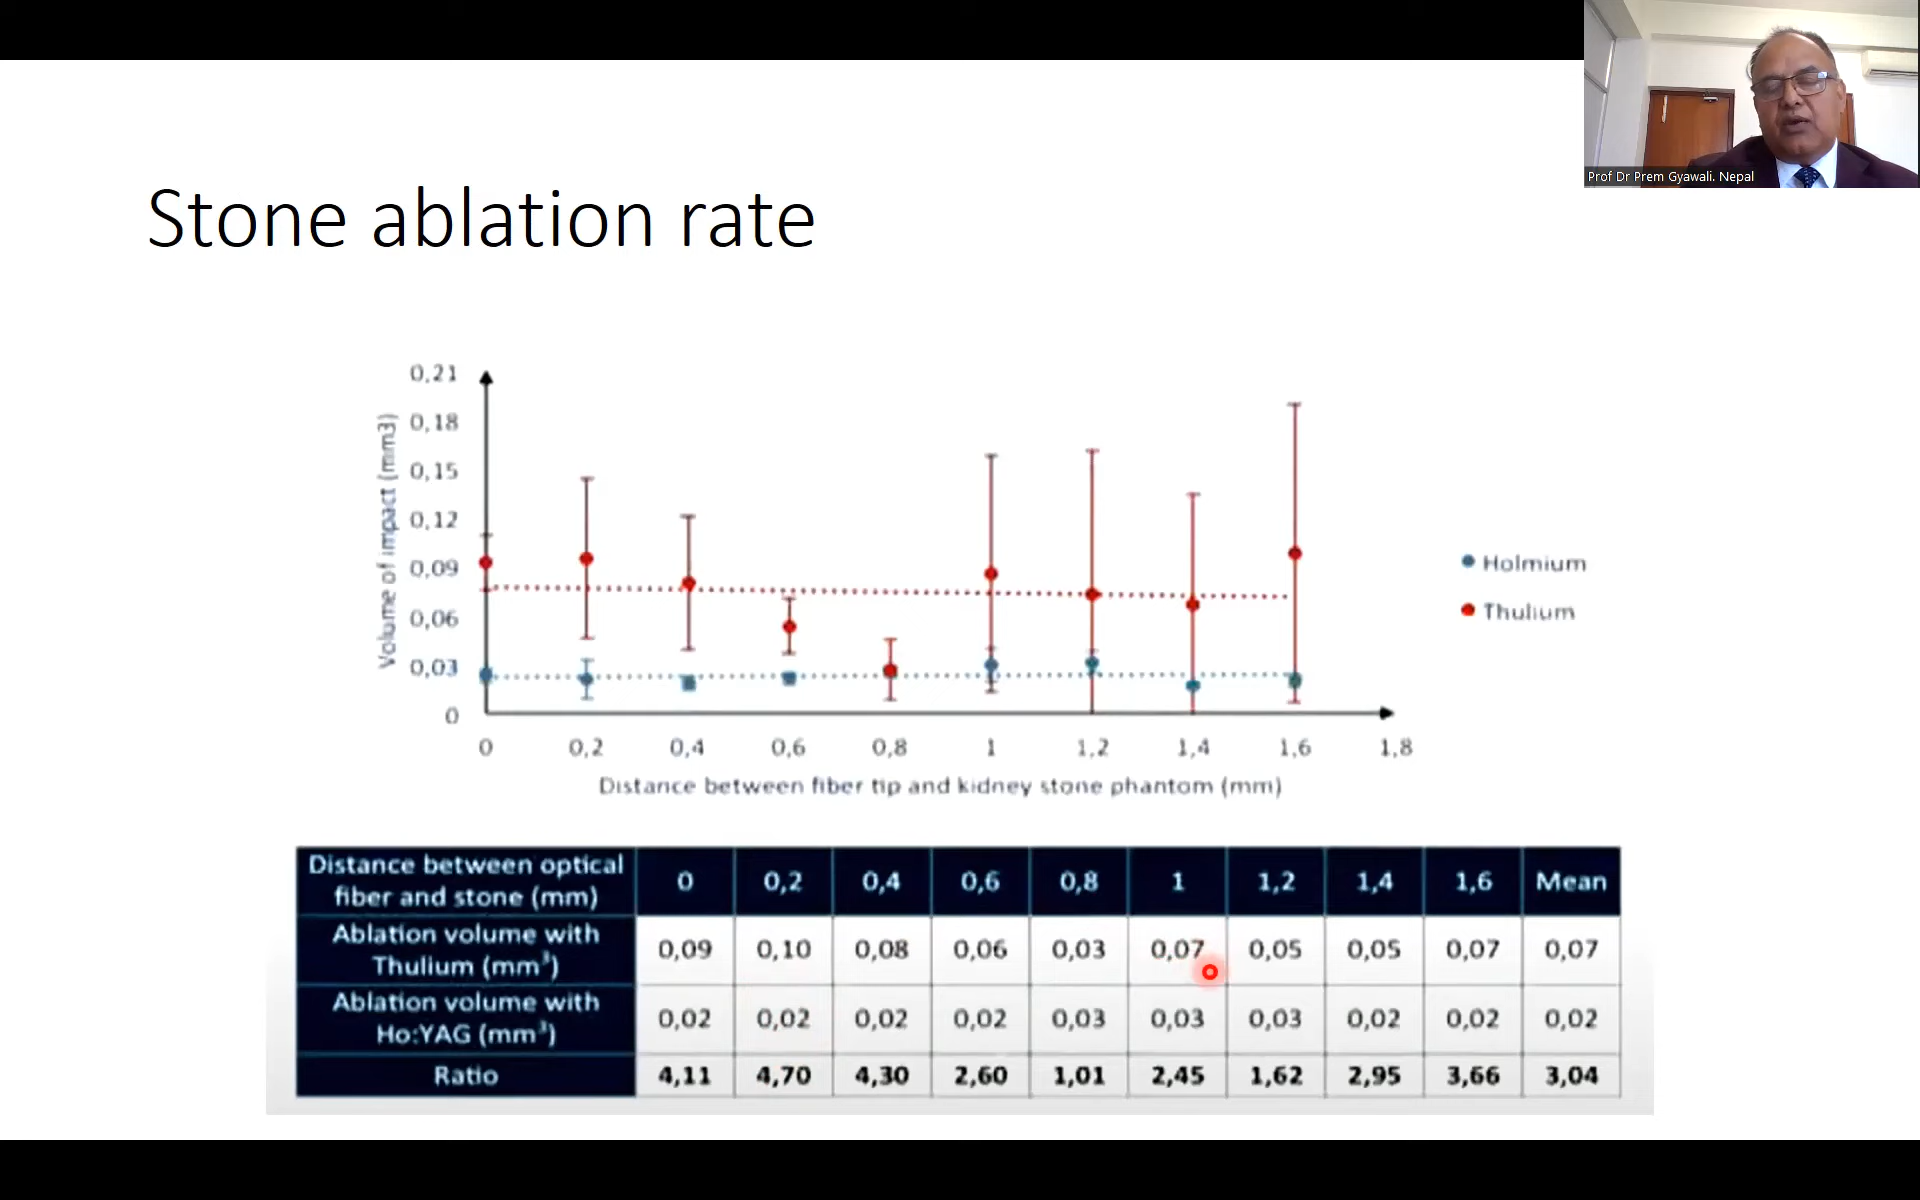 Prof Dr Prem Gyawali. Nepal
Stone ablation rate
Volume of impact (mm3)
0,21
0,18
0,15
0,12
0,09
0,06
0,03
0
0 0,2 0,4 0,6 0,8 1 1,2 1,4 1,6 1,8
Distance between fiber tip and kidney stone phantom (mm)
Holmium
Thulium
Distance between optical fiber and stone (mm) 0 0,2 0,4 0,6 0,8 1 1,2 1,4 1,6 Mean
Ablation volume with Thulium (mm³) 0,09 0,10 0,08 0,06 0,03 0,07 0,05 0,05 0,07 0,07
Ablation volume with Ho:YAG (mm³) 0,02 0,02 0,02 0,02 0,03 0,03 0,03 0,02 0,02 0,02
Ratio 4,11 4,70 4,30 2,60 1,01 2,45 1,62 2,95 3,66 3,04